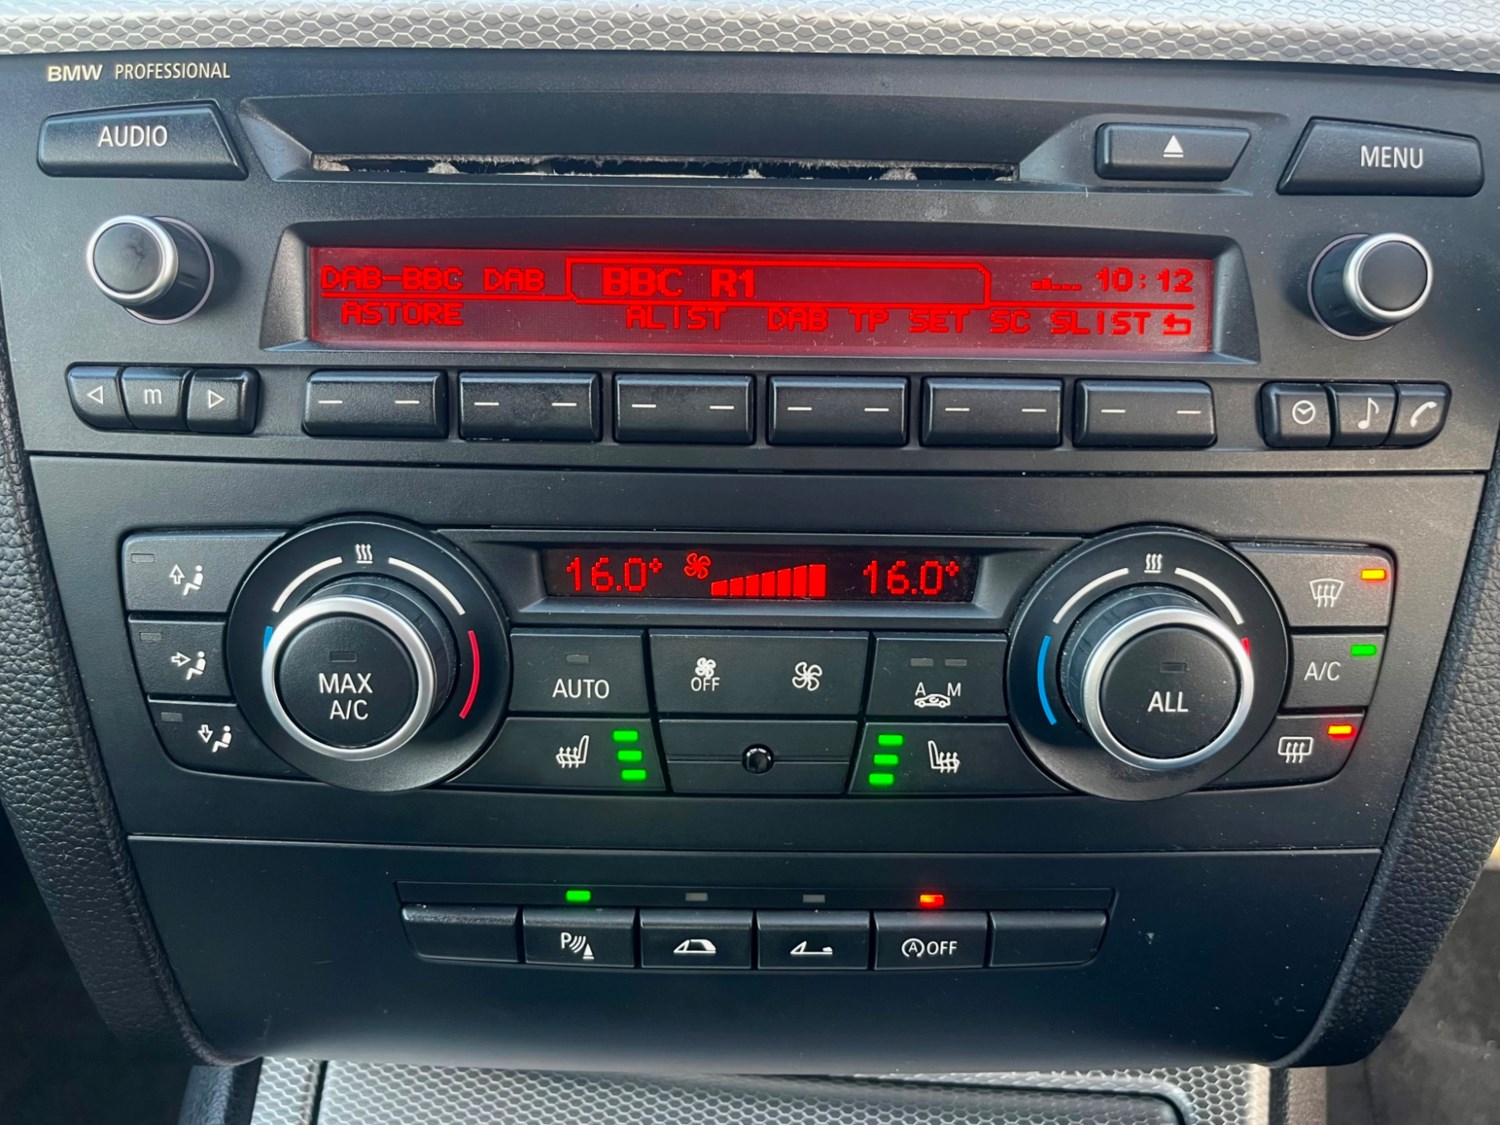 BMW PROFESSIONAL
AUDIO
MENU
DAB-BBC DAB BBC R1 10:12
ASTORE ALIST DAB TP SET SC SLIST
m
16.0° 16.0°
MAX
A/C
AUTO
OFF
A M
ALL
A/C
P
A OFF